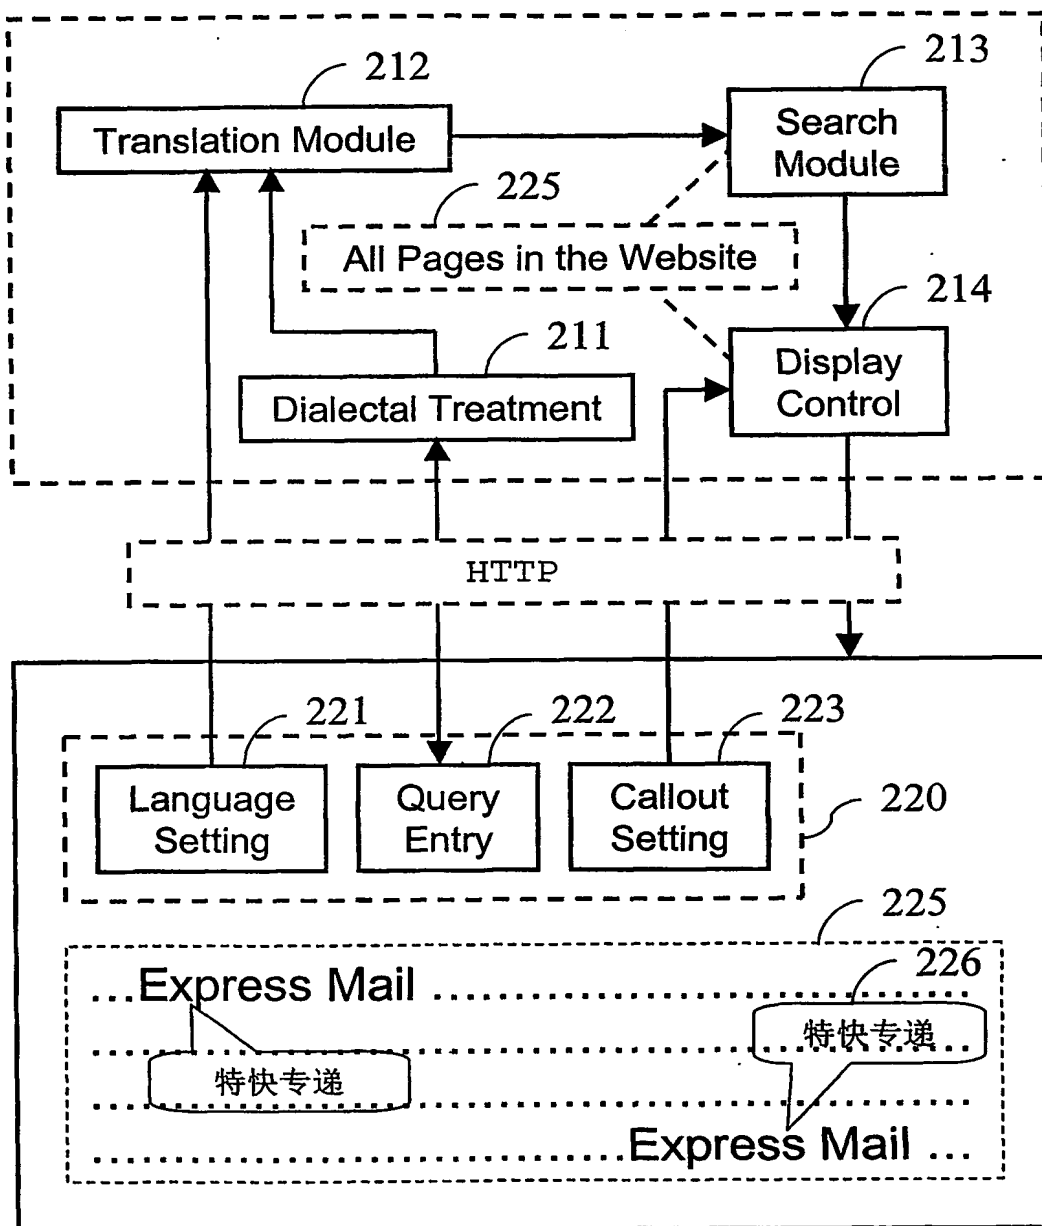 212
213
Translation Module
Search
Module
225
All Pages in the Website
214
211
Display
Control
Dialectal Treatment
HTTP
221
222
223
Language
Setting
Query
Entry
Callout
Setting
220
225
...Express Mail ..............................
226
特快专递
特快专递
..............................Express Mail ...